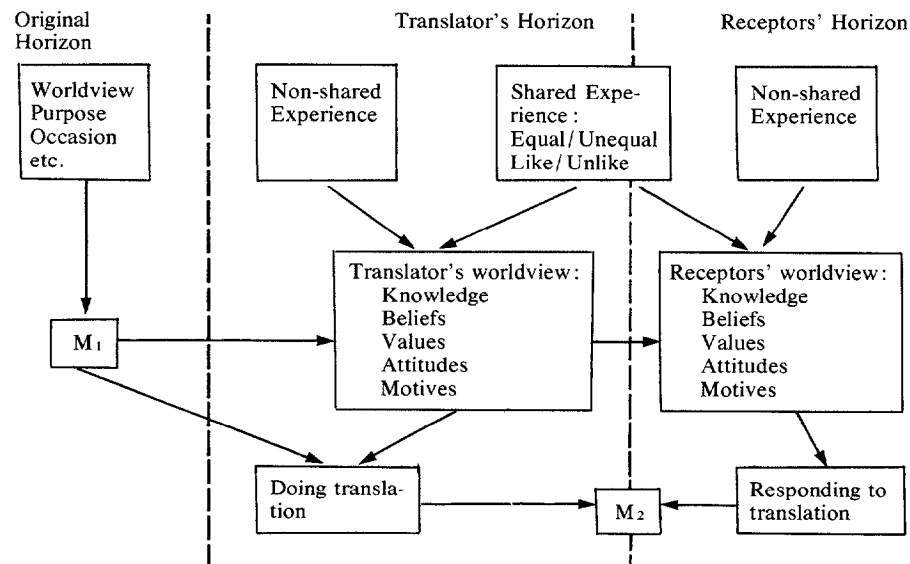 Original
Horizon
Translator's Horizon
Receptors' Horizon
Worldview
Purpose
Occasion
etc.
Non-shared
Experience
Shared Expe-
rience :
Equal/Unequal
Like/Unlike
Non-shared
Experience
Translator's worldview:
Knowledge
Beliefs
Values
Attitudes
Motives
Receptors' worldview:
Knowledge
Beliefs
Values
Attitudes
Motives
M₁
Doing transla-
tion
M₂
Responding to
translation